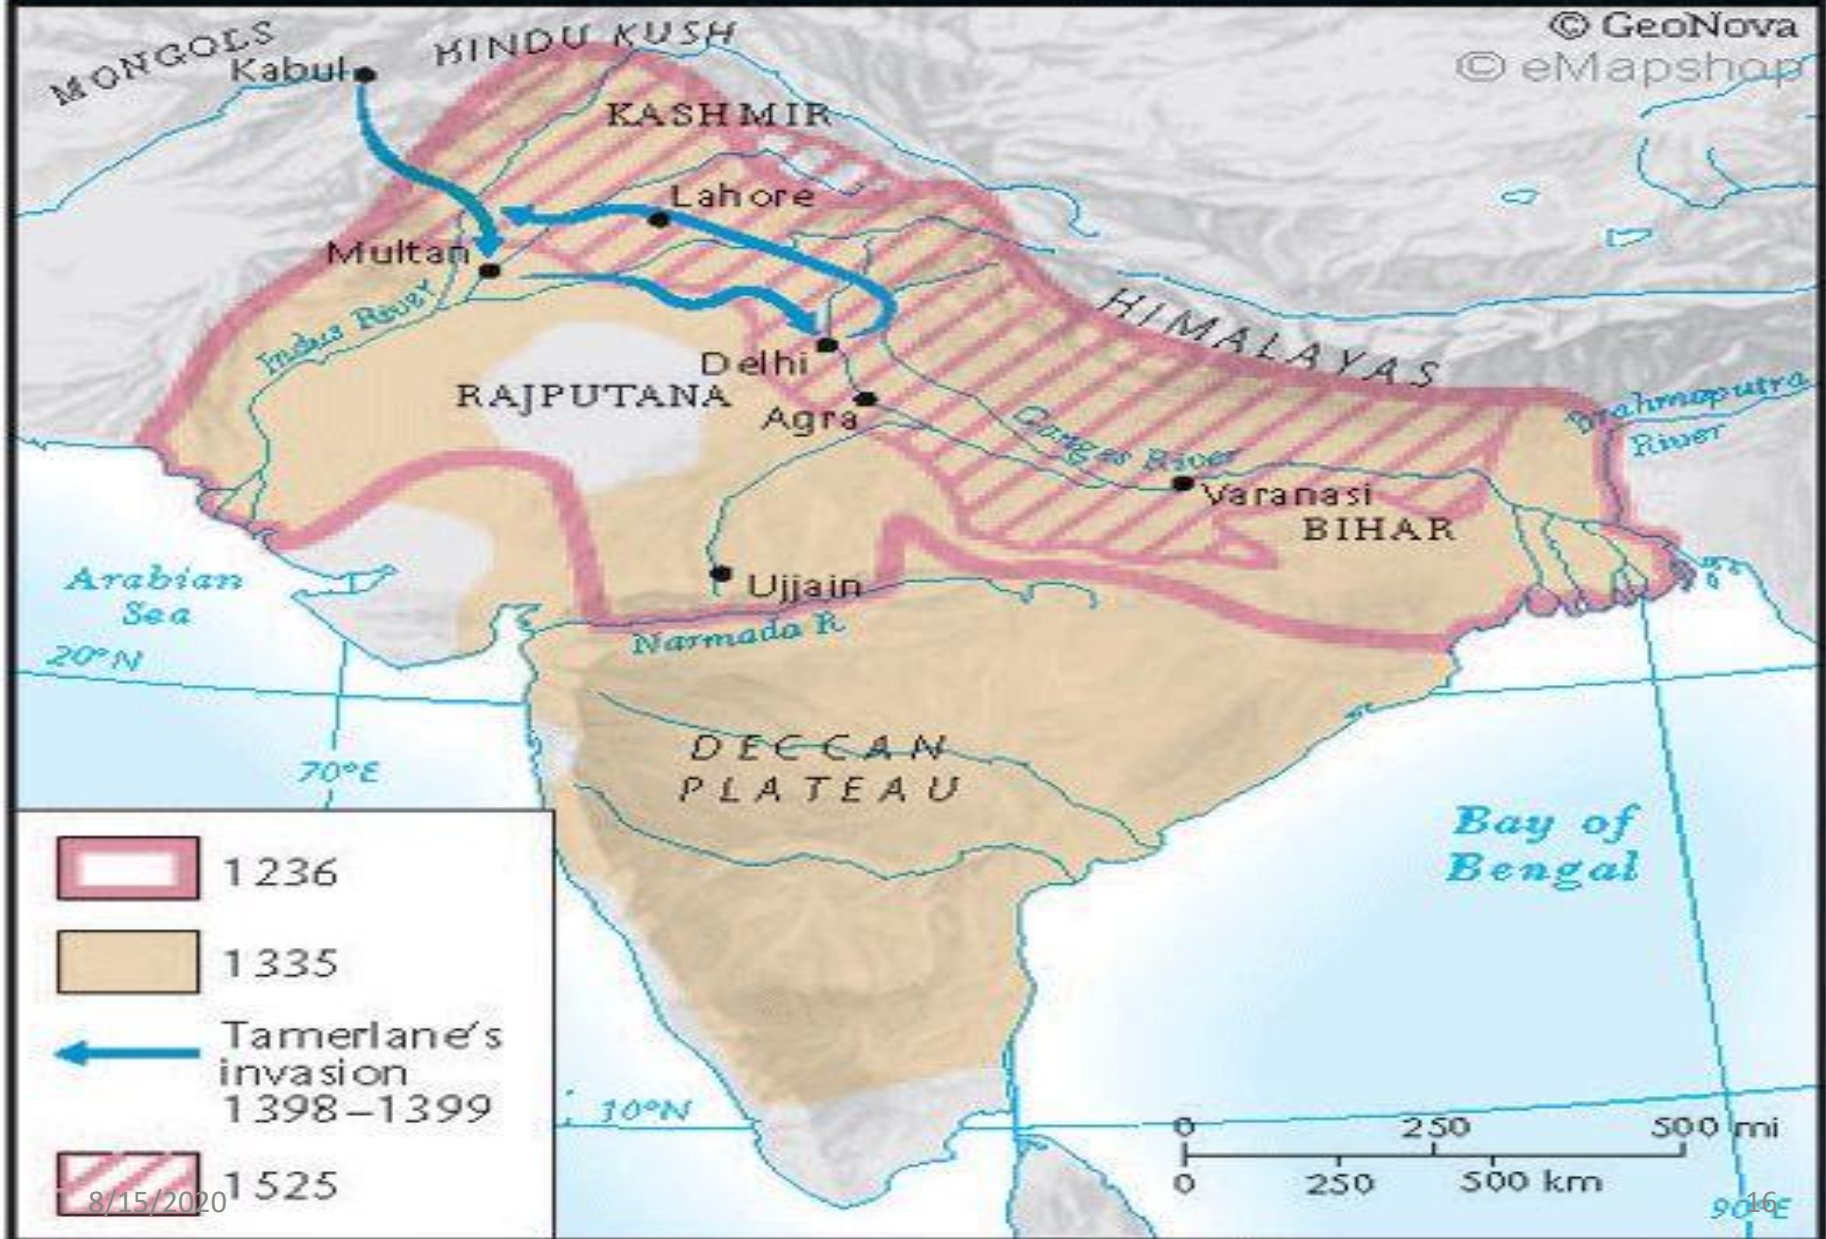 © GeoNova
© eMapshop
MONGOLS
HINDU KUSH
Kabul
KASHMIR
Lahore
Multan
Indus River
HIMALAYAS
Delhi
RAJPUTANA
Agra
Brahmaputra
River
Ganges River
Varanasi
BIHAR
Arabian
Sea
Ujjain
Narmada R
20°N
DECCAN
PLATEAU
70°E
Bay of
Bengal
1236
1335
Tamerlane's
invasion
1398–1399
1525
10°N
0 250 500 mi
0 250 500 km
90°E
8/15/2020
16